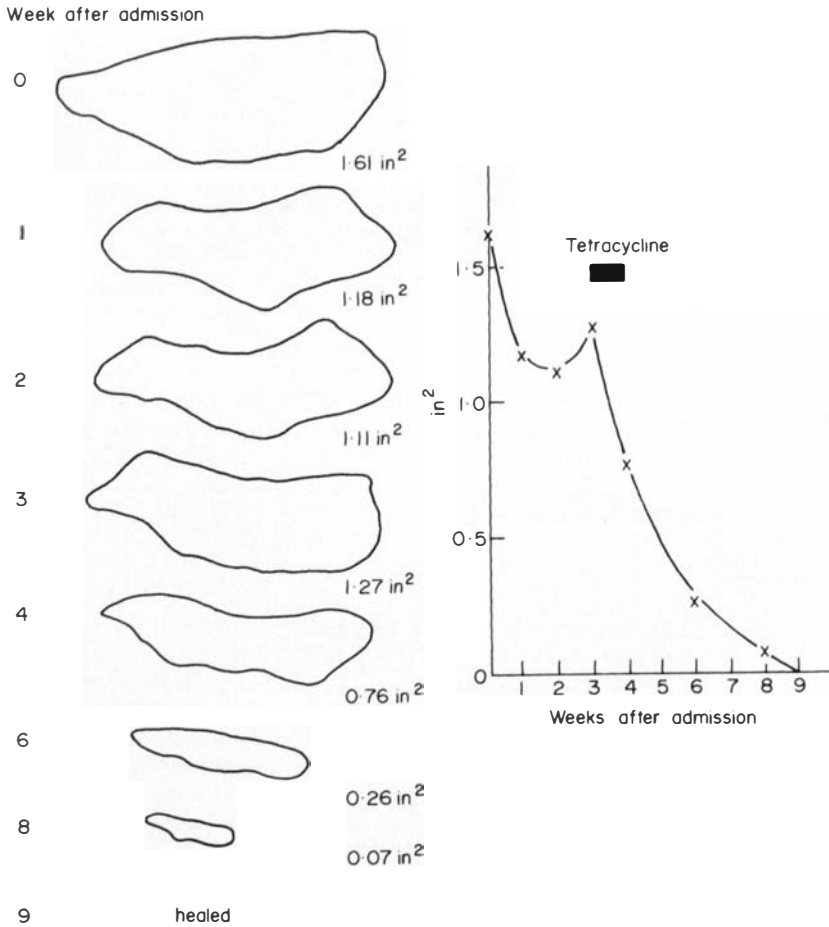 Week after admission
0
1·61 in²
1
1·18 in²
2
1·11 in²
3
1·27 in²
4
0·76 in²
6
0·26 in²
8
0·07 in²
9 healed
Tetracycline
1·5
1·0
in²
0·5
0
1 2 3 4 5 6 7 8 9
Weeks after admission